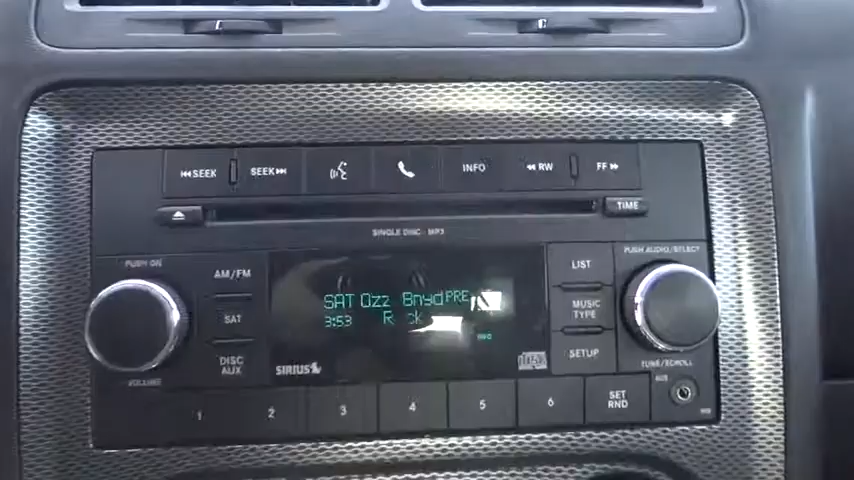 SEEK
SEEK
INFO
RW
FF
TIME
SINGLE DISC - MP3
PUSH ON
AM/FM
SAT
DISC
AUX
VOLUME
SAT Ozz Bnyd PRE
3:53
SIRIUS
LIST
MUSIC
TYPE
SETUP
PUSH AUDIO/SELECT
TUNE/SCROLL
1
2
3
4
5
6
SET
RND
AUX